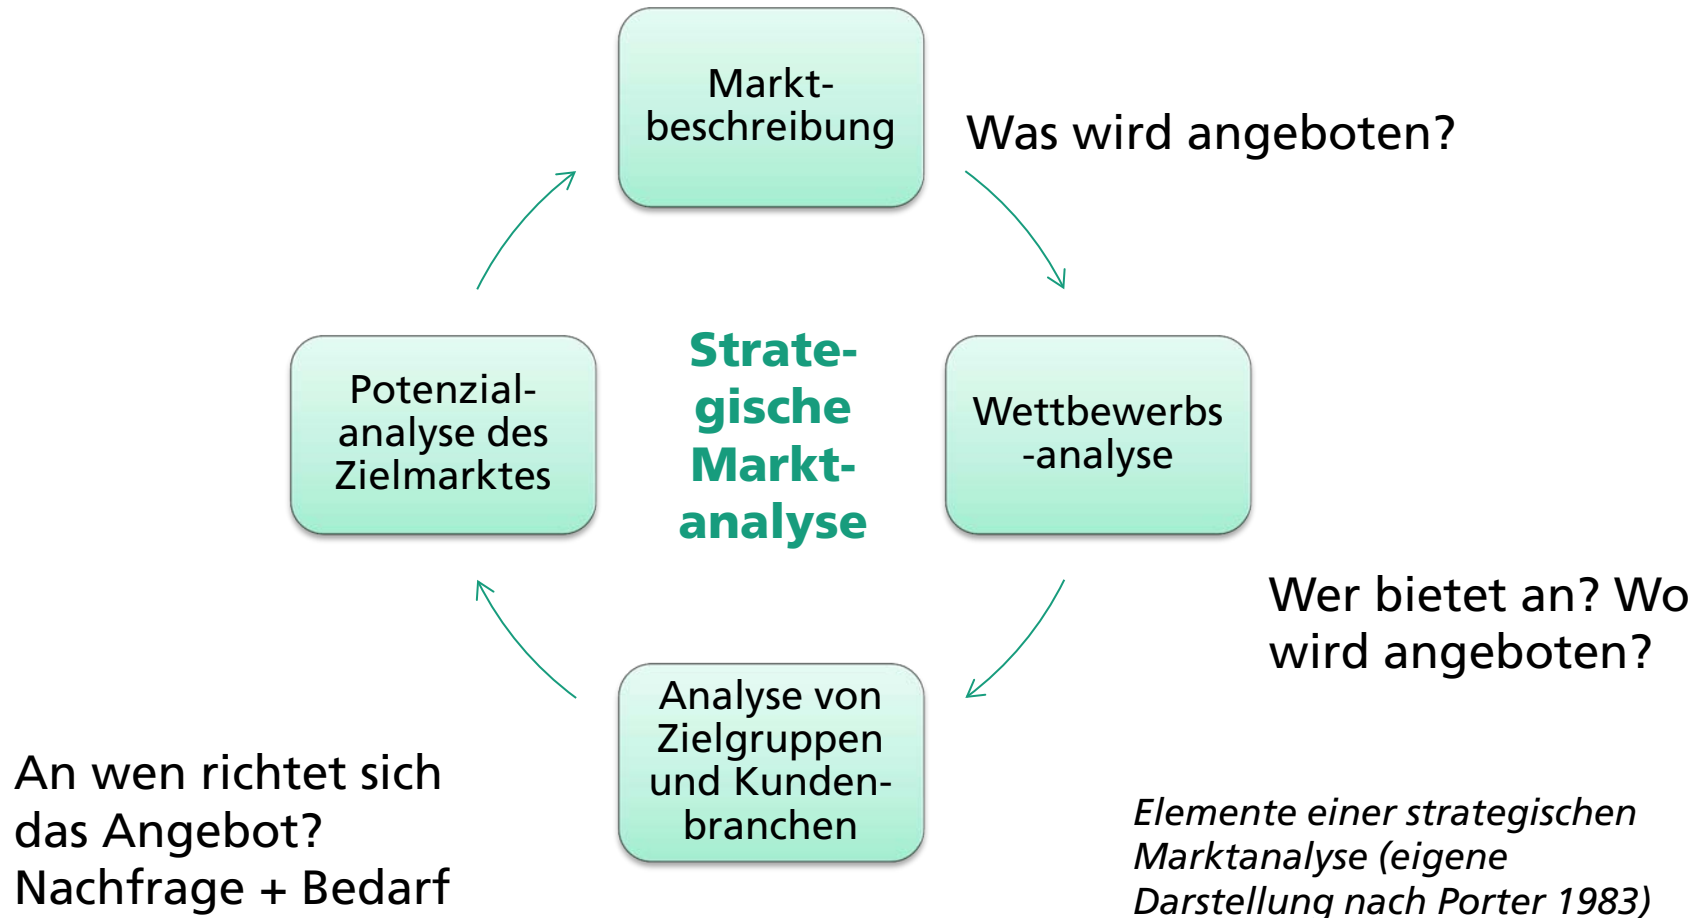 Markt-
beschreibung
Was wird angeboten?
Strate-
gische
Markt-
analyse
Potenzial-
analyse des
Zielmarktes
Wettbewerbs
-analyse
Wer bietet an? Wo
wird angeboten?
Analyse von
Zielgruppen
und Kunden-
branchen
An wen richtet sich
das Angebot?
Nachfrage + Bedarf
Elemente einer strategischen
Marktanalyse (eigene
Darstellung nach Porter 1983)